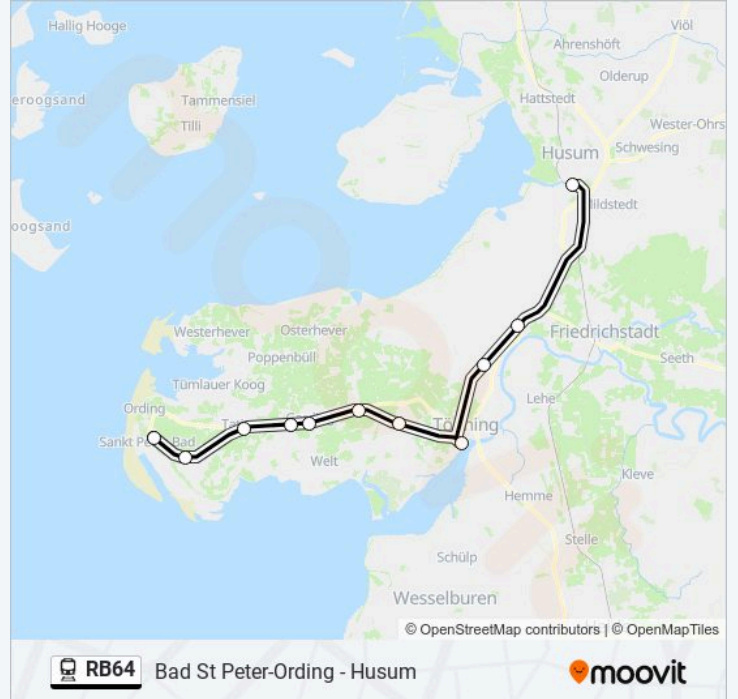 Hallig Hooge
Viöl
Ahrenshöft
Olderup
eroogsand
Tammensiel
Hattstedt
Tilli
Wester-Ohrs
Schwesing
Husum
ildstedt
oogsand
Westerhever
Osterhever
Friedrichstadt
Poppenbüll
Seeth
Tümlauer Koog
Lehe
Ording
Sankt Pe
Bad
Welt
Kleve
Hemme
Stelle
Schülp
Wesselburen
© OpenStreetMap contributors | © OpenMapTiles
RB64 Bad St Peter-Ording - Husum
moovit